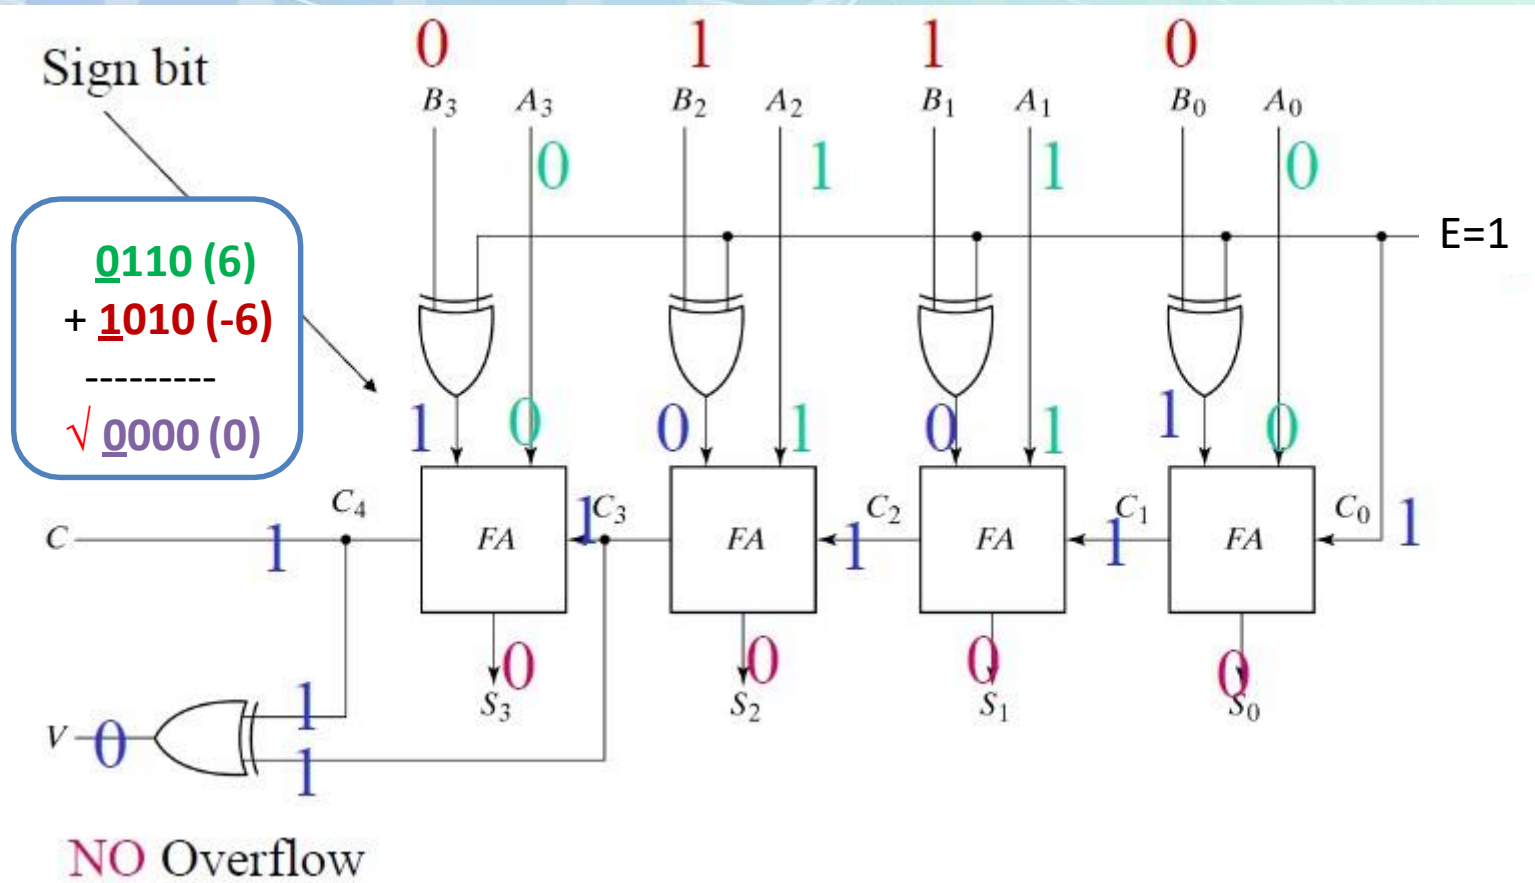 0 1 1 0
Sign bit
B₃ A₃ B₂ A₂ B₁ A₁ B₀ A₀
0 1 1 0
E=1
0110 (6)
+ 1010 (-6)
---------
√ 0000 (0)
1 0 0 1 0 1 1 0
C 1 C₄ FA 1 C₃ FA 1 C₂ FA 1 C₁ FA C₀ 1
0 0 0 0
S₃ S₂ S₁ S₀
1
V 0
1
NO Overflow